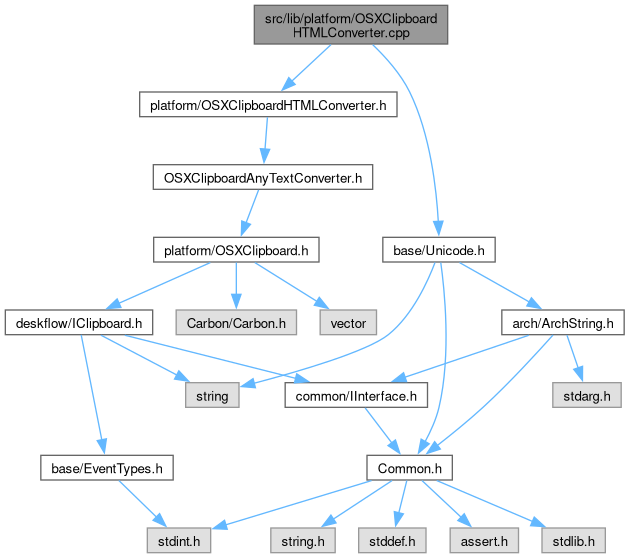 src/lib/platform/OSXClipboard
HTMLConverter.cpp
platform/OSXClipboardHTMLConverter.h
OSXClipboardAnyTextConverter.h
platform/OSXClipboard.h
base/Unicode.h
deskflow/IClipboard.h
Carbon/Carbon.h
vector
arch/ArchString.h
string
common/IInterface.h
stdarg.h
base/EventTypes.h
Common.h
stdint.h
string.h
stddef.h
assert.h
stdlib.h